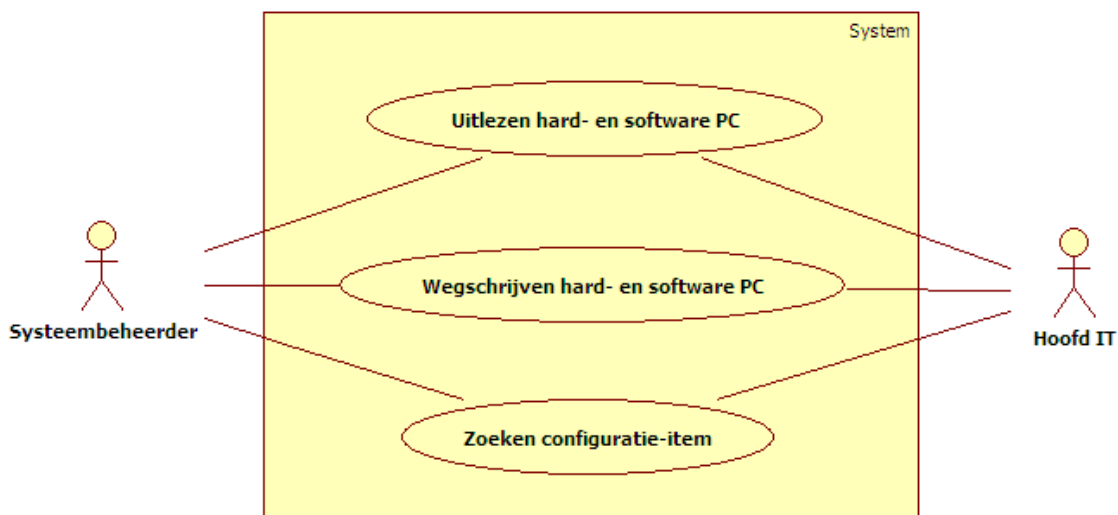 System
Uitlezen hard- en software PC
Wegschrijven hard- en software PC
Systeembeheerder
Hoofd IT
Zoeken configuratie-item